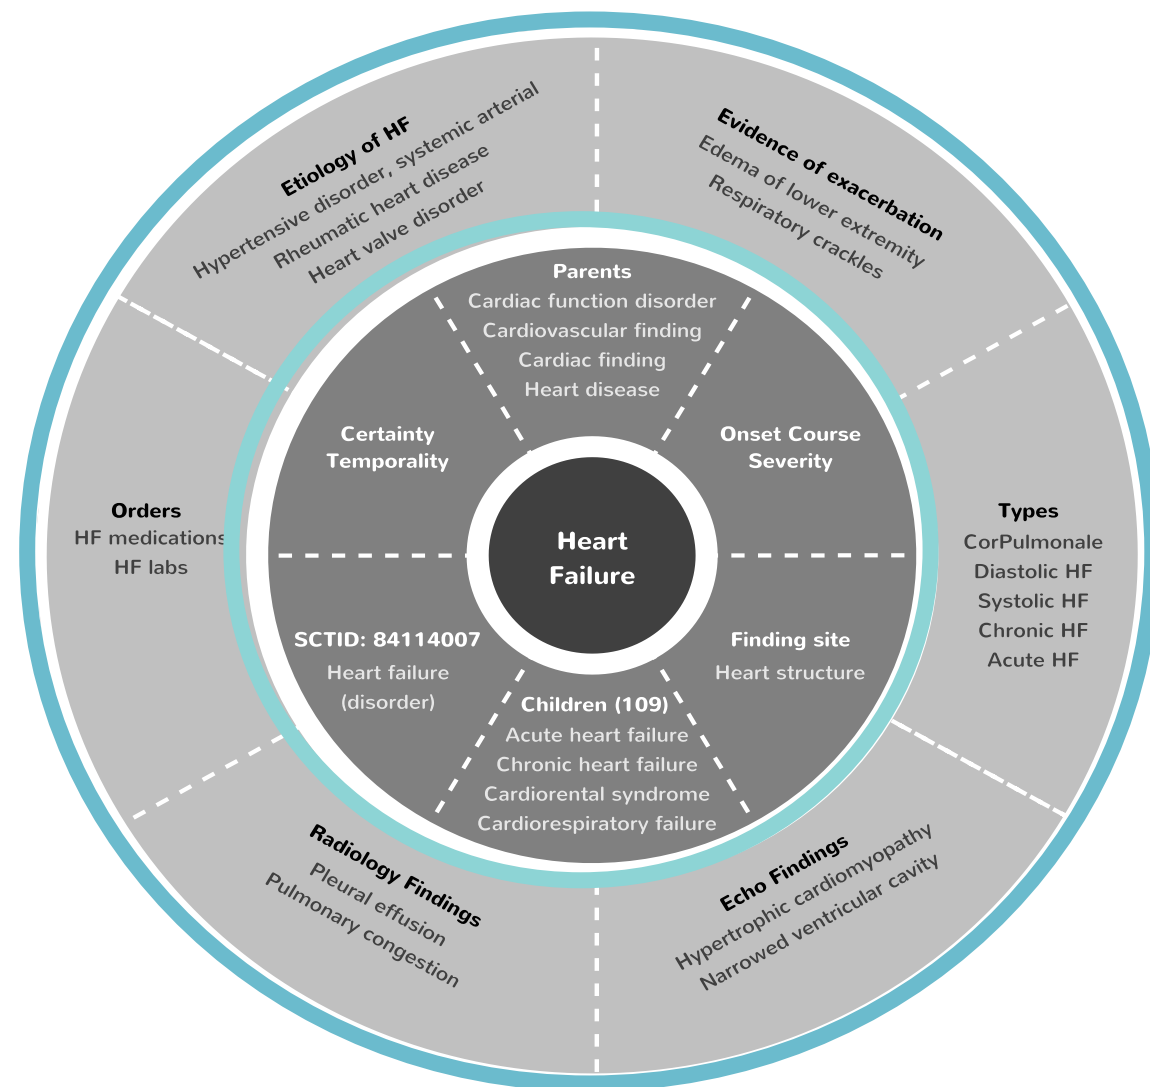 Etiology of HF
Hypertensive disorder, systemic arterial
Rheumatic heart disease
Heart valve disorder
Evidence of exacerbation
Edema of lower extremity
Respiratory crackles
Parents
Cardiac function disorder
Cardiovascular finding
Cardiac finding
Heart disease
Certainty
Temporality
Onset Course
Severity
Orders
HF medications
HF labs
Heart
Failure
Types
CorPulmonale
Diastolic HF
Systolic HF
Chronic HF
Acute HF
SCTID: 84114007
Heart failure
(disorder)
Finding site
Heart structure
Children (109)
Acute heart failure
Chronic heart failure
Cardiorental syndrome
Cardiorespiratory failure
Radiology Findings
Pleural effusion
Pulmonary congestion
Echo Findings
Hypertrophic cardiomyopathy
Narrowed ventricular cavity